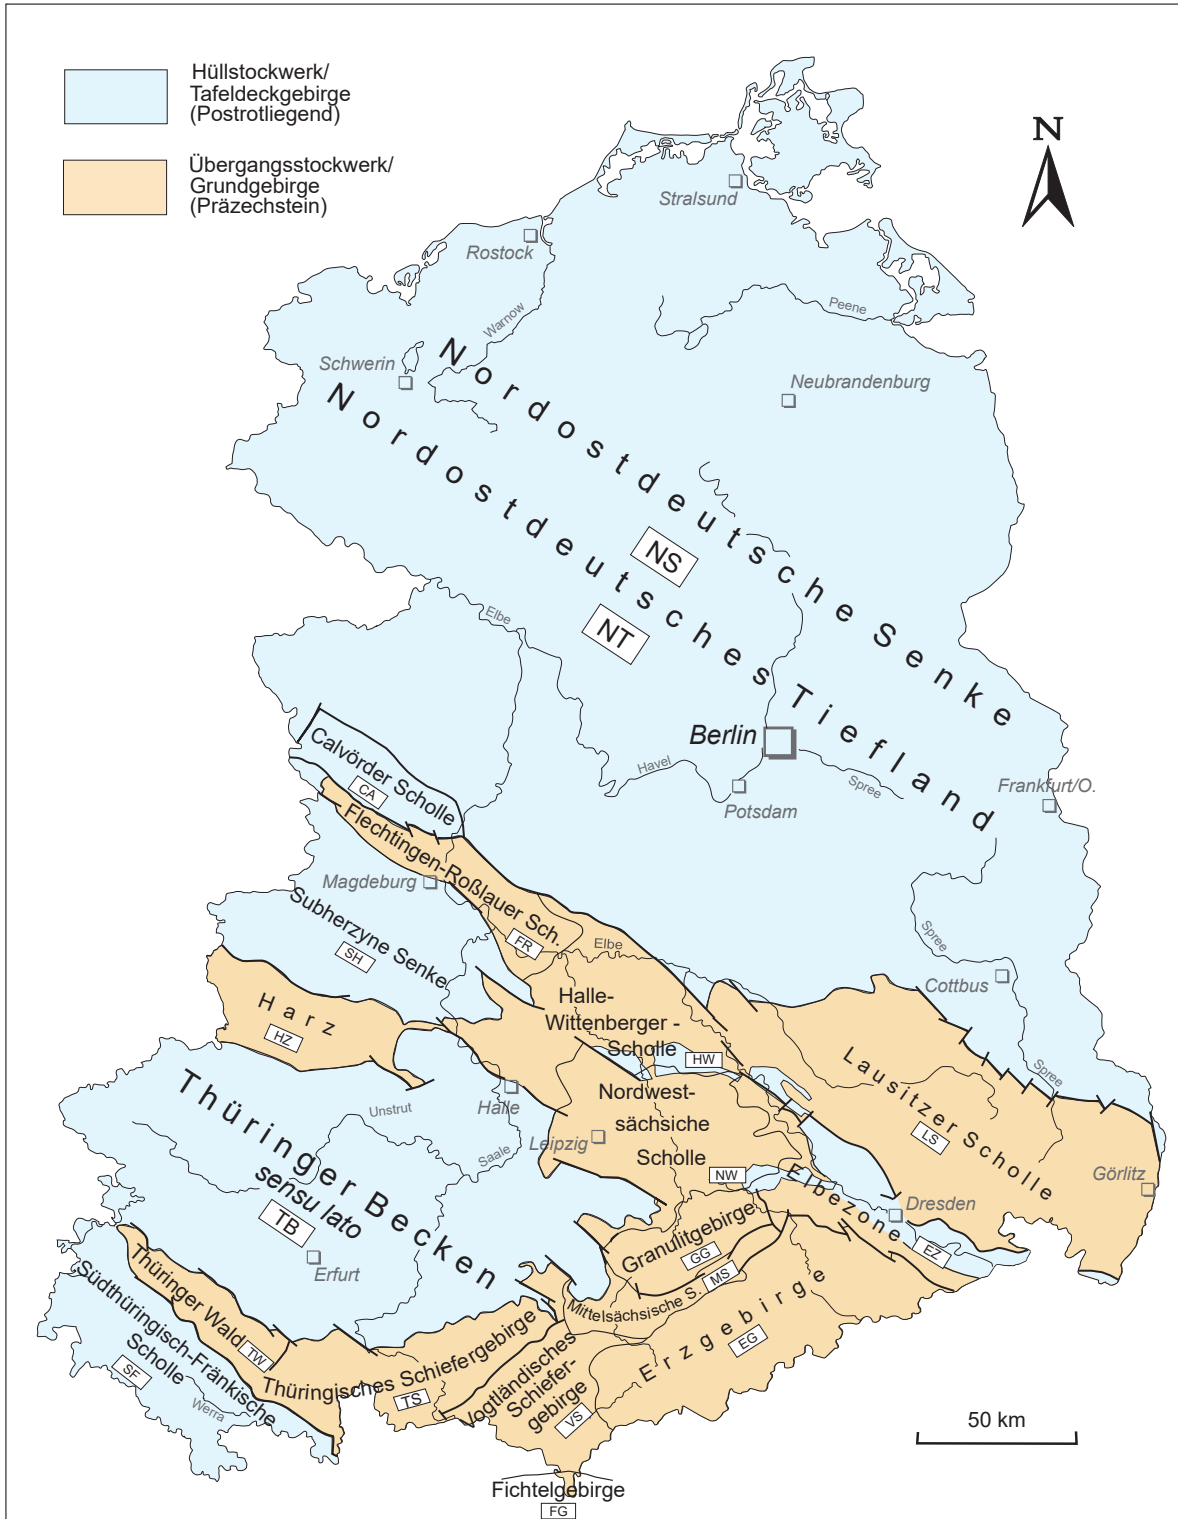 Hüllstockwerk/
Tafeldeckgebirge
(Postrotliegend)
Übergangsstockwerk/
Grundgebirge
(Präzechstein)
N
Stralsund
Rostock
Peene
Warnow
Schwerin
Neubrandenburg
Nordostdeutsche Senke
NS
Nordostdeutsches Tiefland
NT
Elbe
Berlin
Havel
Spree
Potsdam
Frankfurt/O.
Calvörder Scholle
CA
Flechtingen-Roßlauer Sch.
FR
Magdeburg
Subherzyne Senke
SH
Elbe
Spree
Cottbus
Harz
HZ
Halle-
Wittenberger -
Scholle
HW
Spree
Lausitzer Scholle
LS
Nordwest-
sächsiche
Scholle
NW
Halle
Unstrut
Leipzig
Saale
Thüringer Becken
sensu lato
TB
Erfurt
Elbezone
EZ
Dresden
Görlitz
Granulitgebirge
GG
Mittelsächsische S.
MS
Erzgebirge
EG
Thüringer Wald
TW
Südthüringisch-Fränkische
Scholle
SF
Werra
Thüringisches Schiefergebirge
TS
Vogtländisches
Schiefer-
gebirge
VS
50 km
Fichtelgebirge
FG